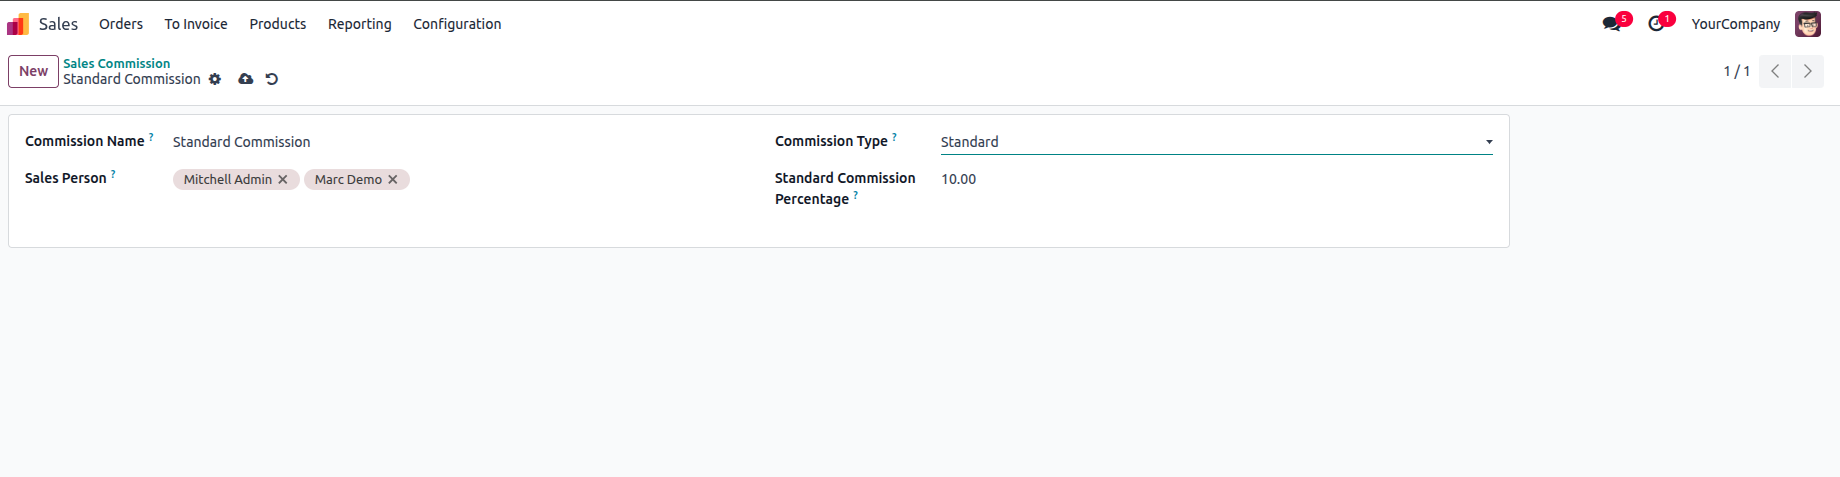 Sales Orders To Invoice Products Reporting Configuration 5 1 YourCompany
New Sales Commission
Standard Commission 1 / 1
Commission Name ? Standard Commission Commission Type ? Standard
Sales Person ? Mitchell Admin Marc Demo Standard Commission 10.00
Percentage ?